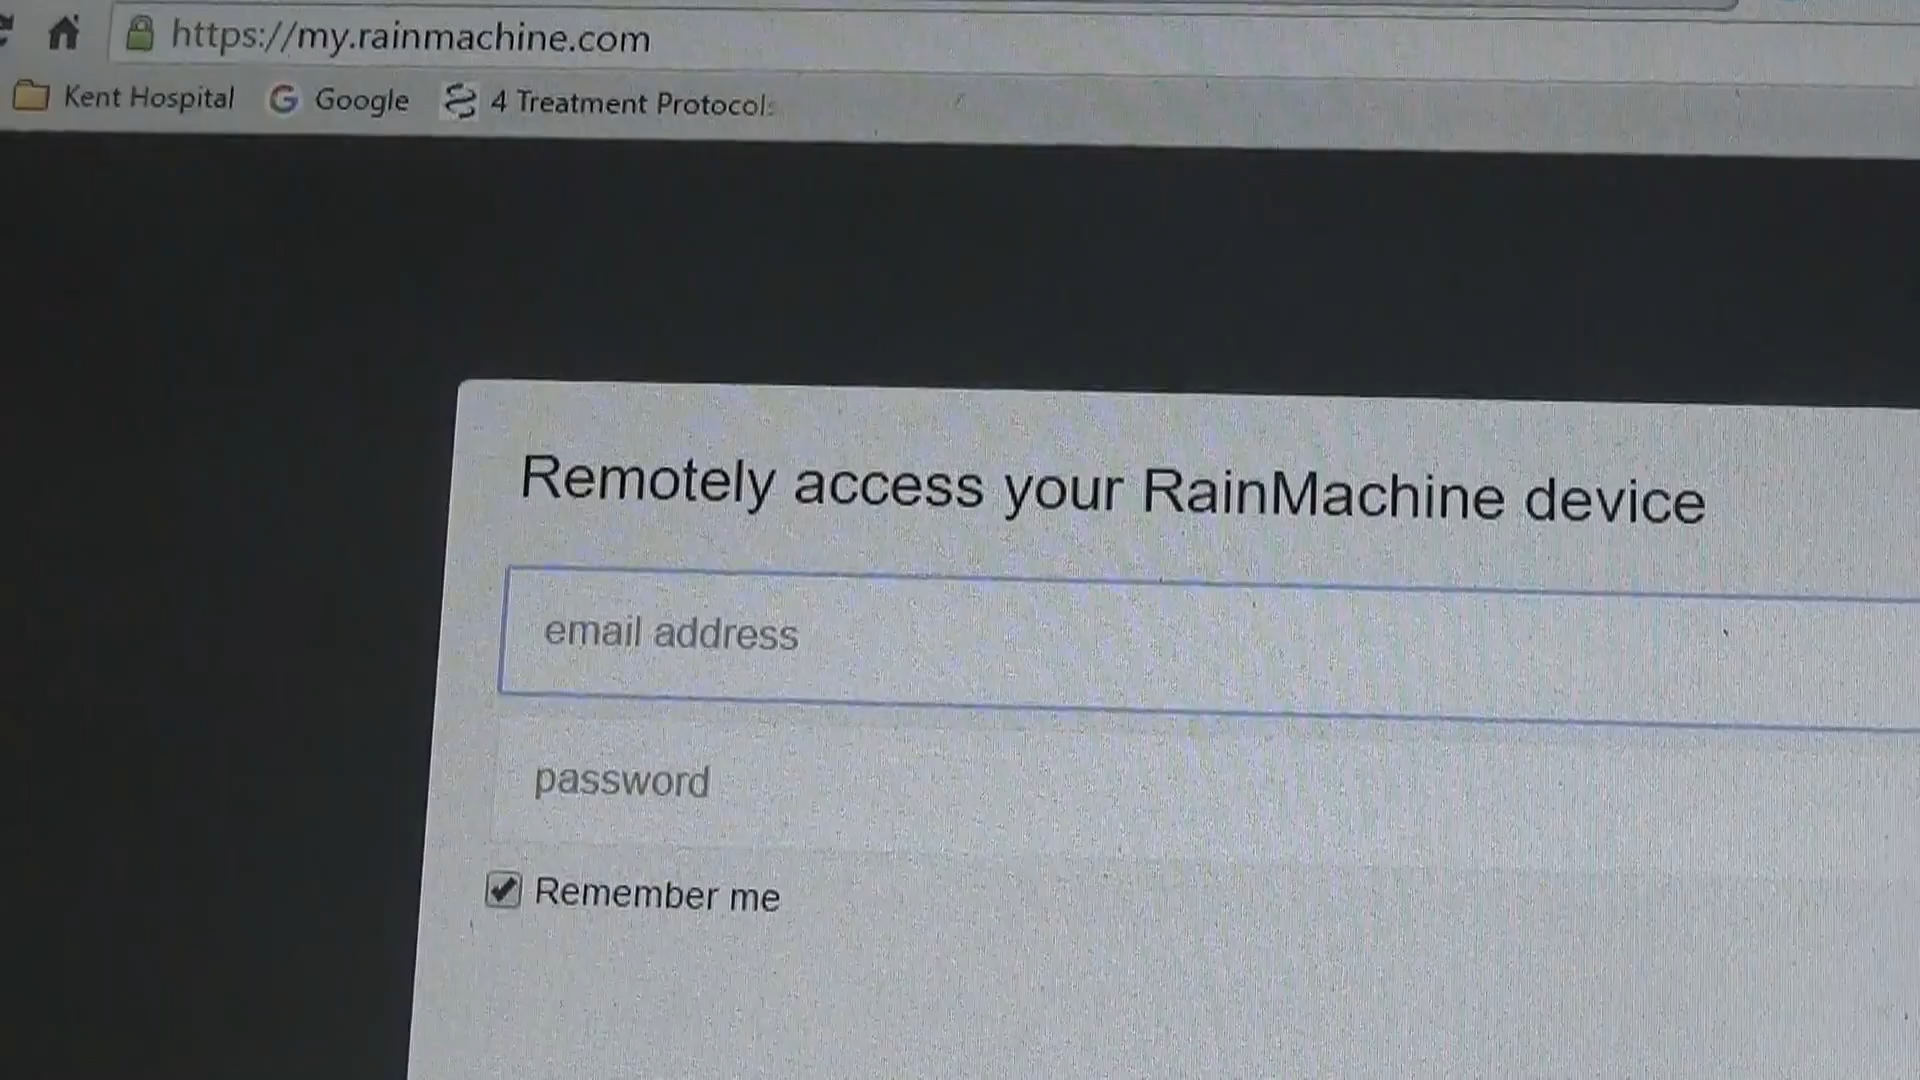 https://my.rainmachine.com
Kent Hospital Google 4 Treatment Protocols
Remotely access your RainMachine device
email address
password
Remember me